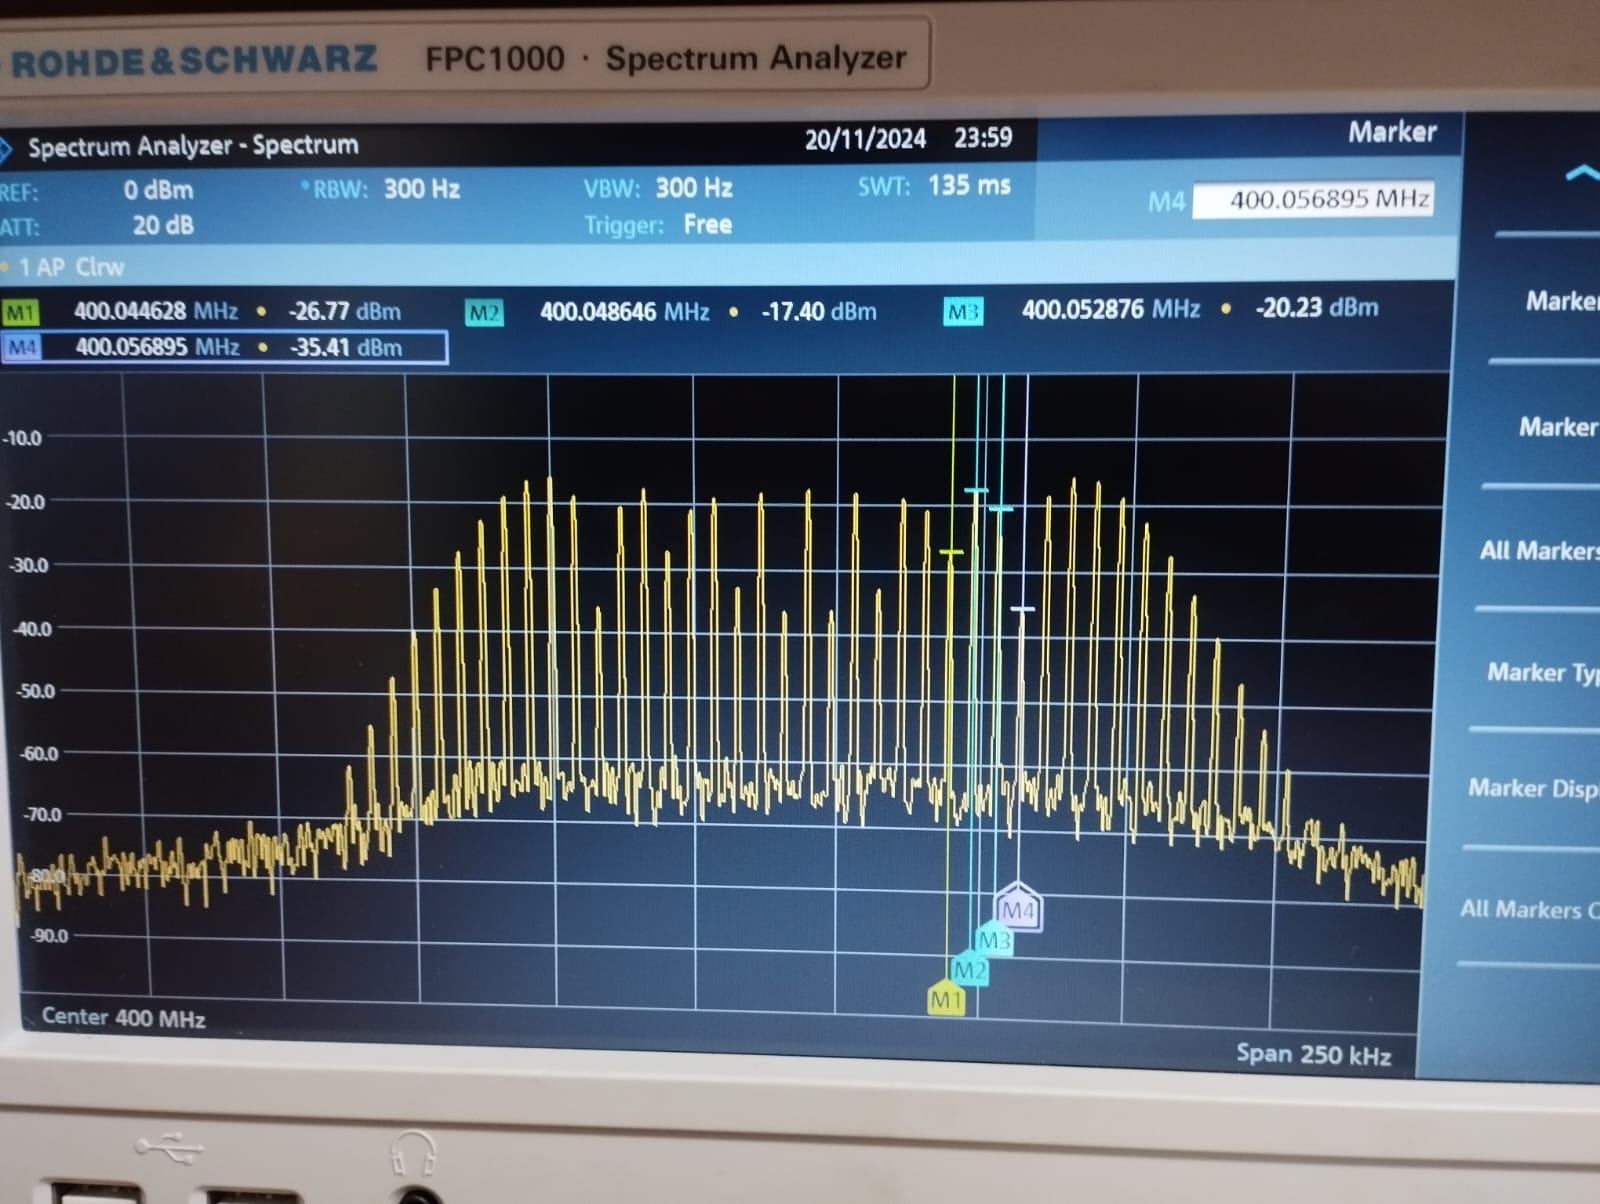 ROHDE&SCHWARZ FPC1000 · Spectrum Analyzer
Spectrum Analyzer - Spectrum 20/11/2024 23:59 Marker
REF: 0 dBm RBW: 300 Hz VBW: 300 Hz SWT: 135 ms M4 400.056895 MHz
ATT: 20 dB Trigger: Free
1 AP Clrw
M1 400.044628 MHz -26.77 dBm M2 400.048646 MHz -17.40 dBm M3 400.052876 MHz -20.23 dBm
M4 400.056895 MHz -35.41 dBm
Marker
Marker
All Markers
Marker Typ
Marker Disp
All Markers O
-10.0
-20.0
-30.0
-40.0
-50.0
-60.0
-70.0
-80.0
-90.0
M4
M3
M2
M1
Center 400 MHz
Span 250 kHz